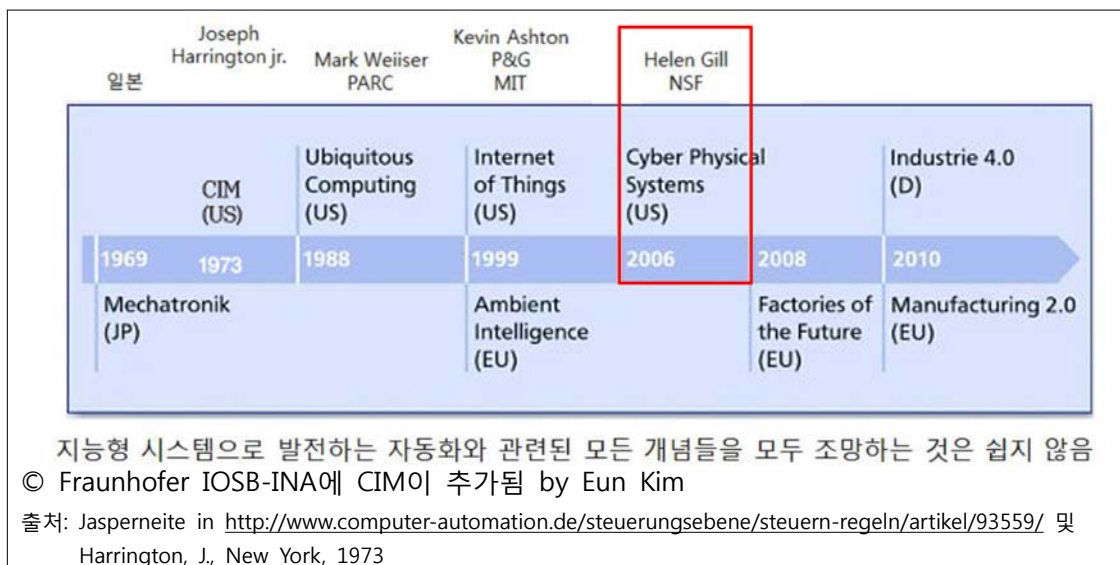 일본
Joseph
Harrington jr.
Mark Weiiser
PARC
Kevin Ashton
P&G
MIT
Helen Gill
NSF
CIM
(US)
Ubiquitous
Computing
(US)
Internet
of Things
(US)
Cyber Physical
Systems
(US)
Industrie 4.0
(D)
1969
1973
1988
1999
2006
2008
2010
Mechatronik
(JP)
Ambient
Intelligence
(EU)
Factories of
the Future
(EU)
Manufacturing 2.0
(EU)
지능형 시스템으로 발전하는 자동화와 관련된 모든 개념들을 모두 조망하는 것은 쉽지 않음
© Fraunhofer IOSB-INA에 CIM이 추가됨 by Eun Kim
출처: Jasperneite in http://www.computer-automation.de/steuerungsebene/steuern-regeln/artikel/93559/ 및
Harrington, J., New York, 1973